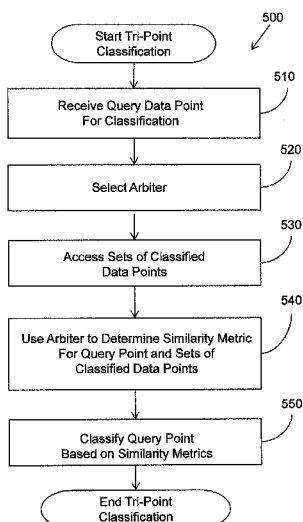 500
Start Tri-Point
Classification
510
Receive Query Data Point
For Classification
520
Select Arbiter
530
Access Sets of Classified
Data Points
540
Use Arbiter to Determine Similarity Metric
For Query Point and Sets of
Classified Data Points
550
Classify Query Point
Based on Similarity Metrics
End Tri-Point
Classification